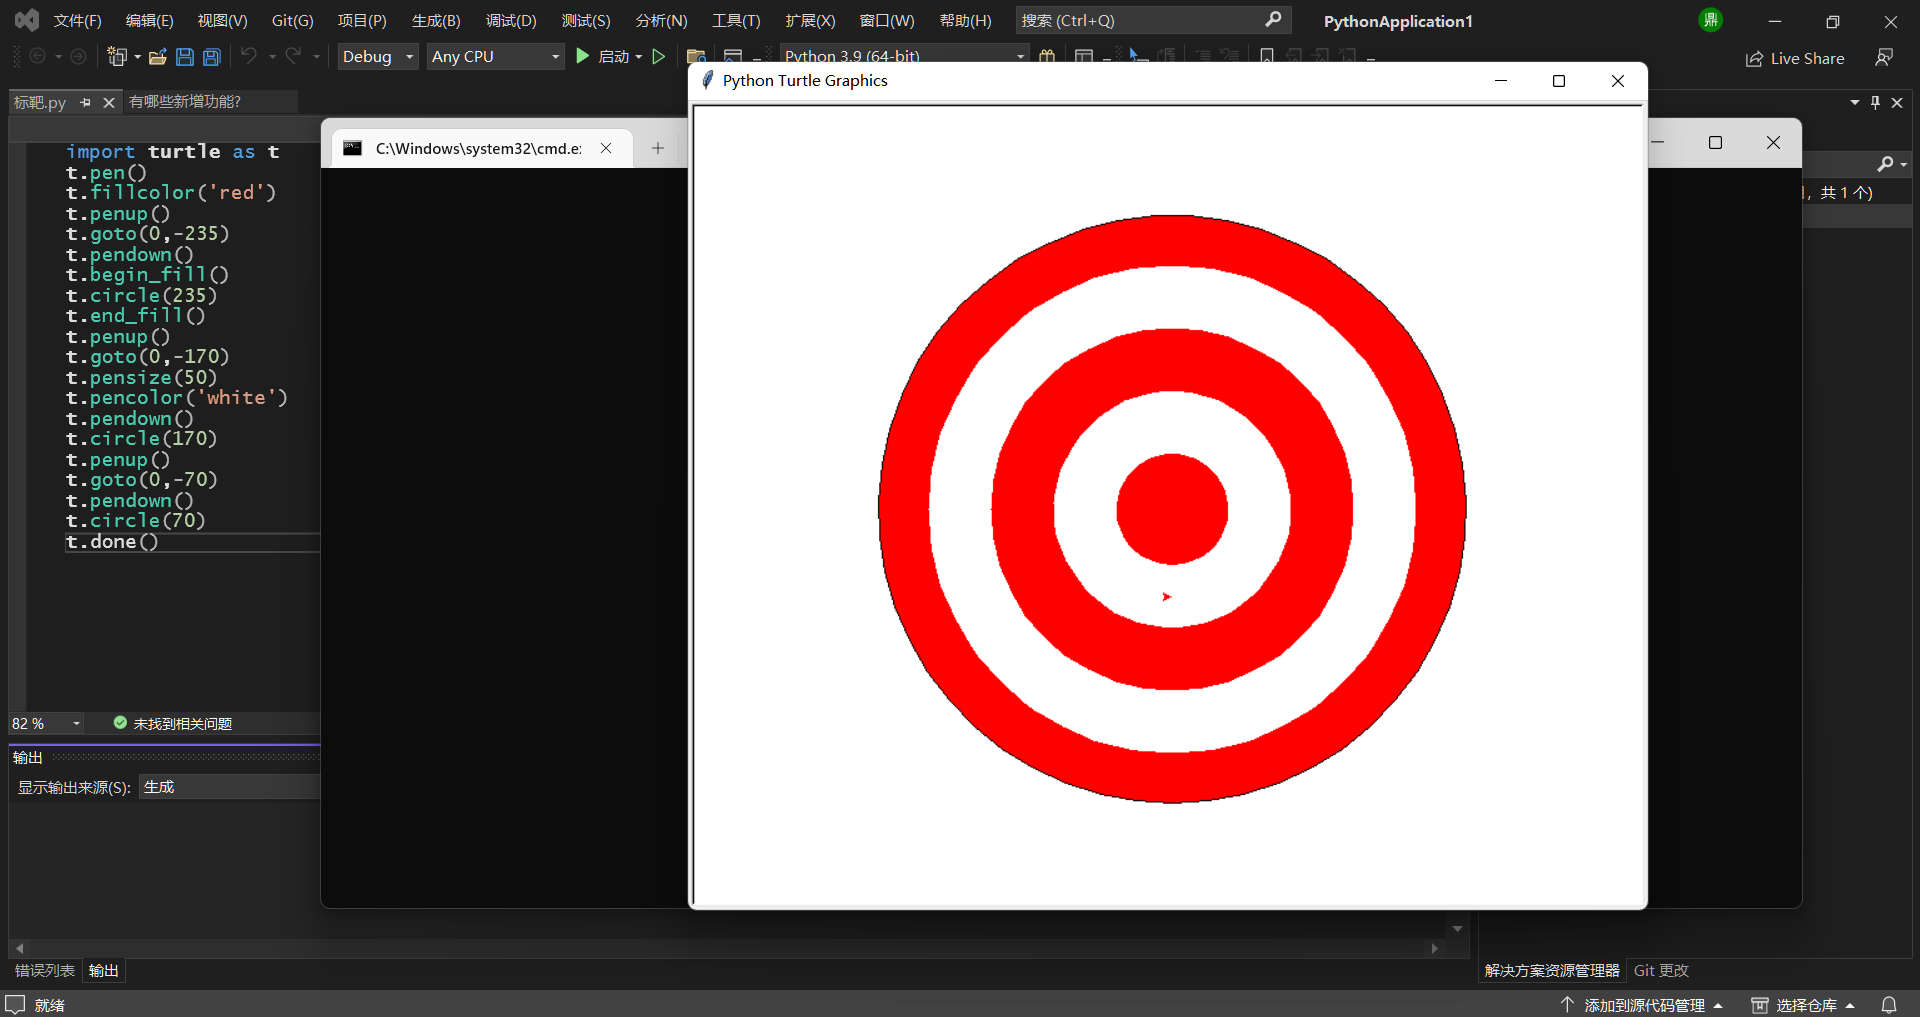 文件(F) 编辑(E) 视图(V) Git(G) 项目(P) 生成(B) 调试(D) 测试(S) 分析(N) 工具(T) 扩展(X) 窗口(W) 帮助(H) 搜索 (Ctrl+Q) PythonApplication1 鼎
Debug Any CPU 启动 Python 3.9 (64-bit) Live Share
Python Turtle Graphics
标靶.py 有哪些新增功能?
C:\Windows\system32\cmd.e:
import turtle as t
t.pen()
t.fillcolor('red')
t.penup()
t.goto(0,-235)
t.pendown()
t.begin_fill()
t.circle(235)
t.end_fill()
t.penup()
t.goto(0,-170)
t.pensize(50)
t.pencolor('white')
t.pendown()
t.circle(170)
t.penup()
t.goto(0,-70)
t.pendown()
t.circle(70)
t.done()
, 共 1 个)
82 % 未找到相关问题
输出
显示输出来源(S): 生成
错误列表 输出
解决方案资源管理器 Git 更改
就绪 添加到源代码管理 选择仓库